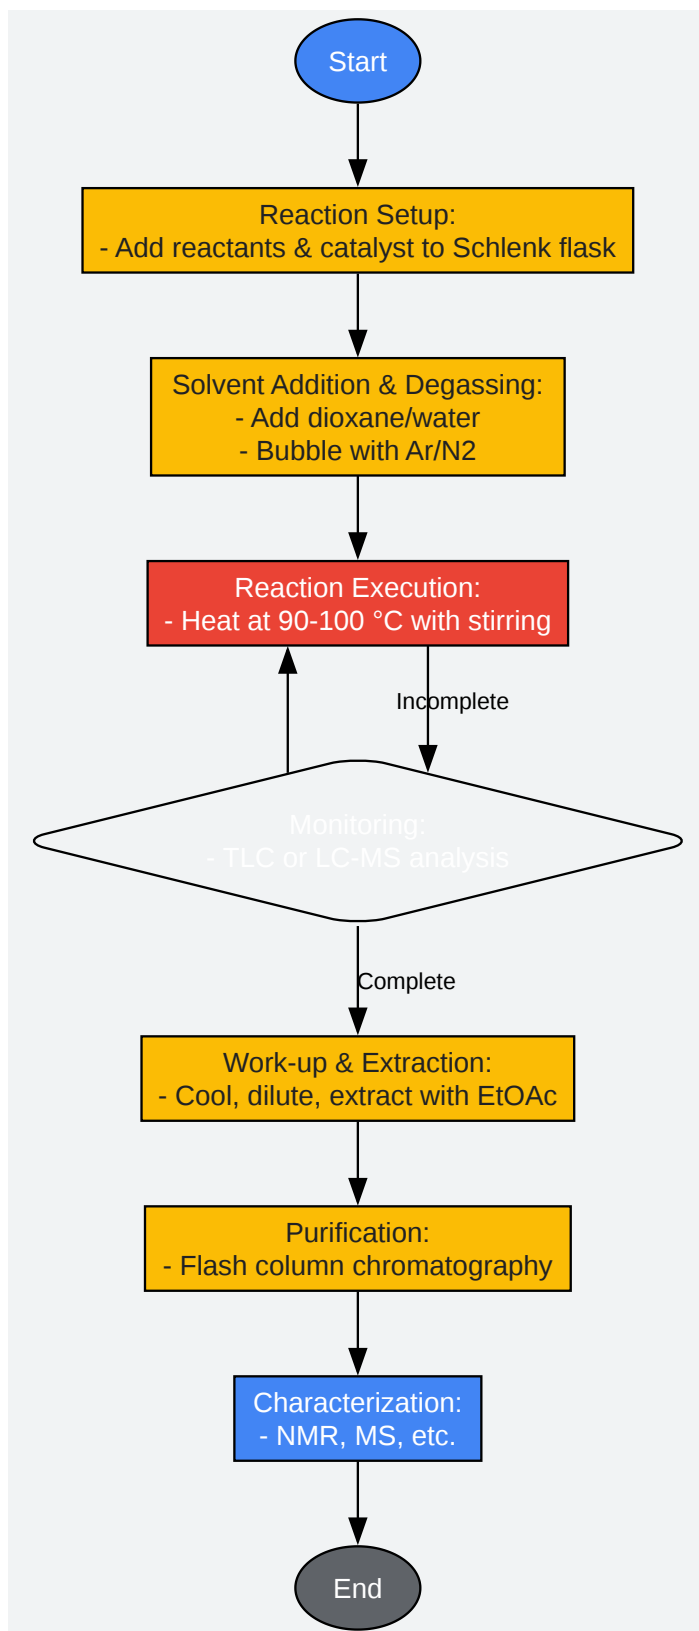 Start
Reaction Setup:
- Add reactants & catalyst to Schlenk flask
Solvent Addition & Degassing:
- Add dioxane/water
- Bubble with Ar/N2
Reaction Execution:
- Heat at 90-100 °C with stirring
Incomplete
Monitoring:
- TLC or LC-MS analysis
Complete
Work-up & Extraction:
- Cool, dilute, extract with EtOAc
Purification:
- Flash column chromatography
Characterization:
- NMR, MS, etc.
End